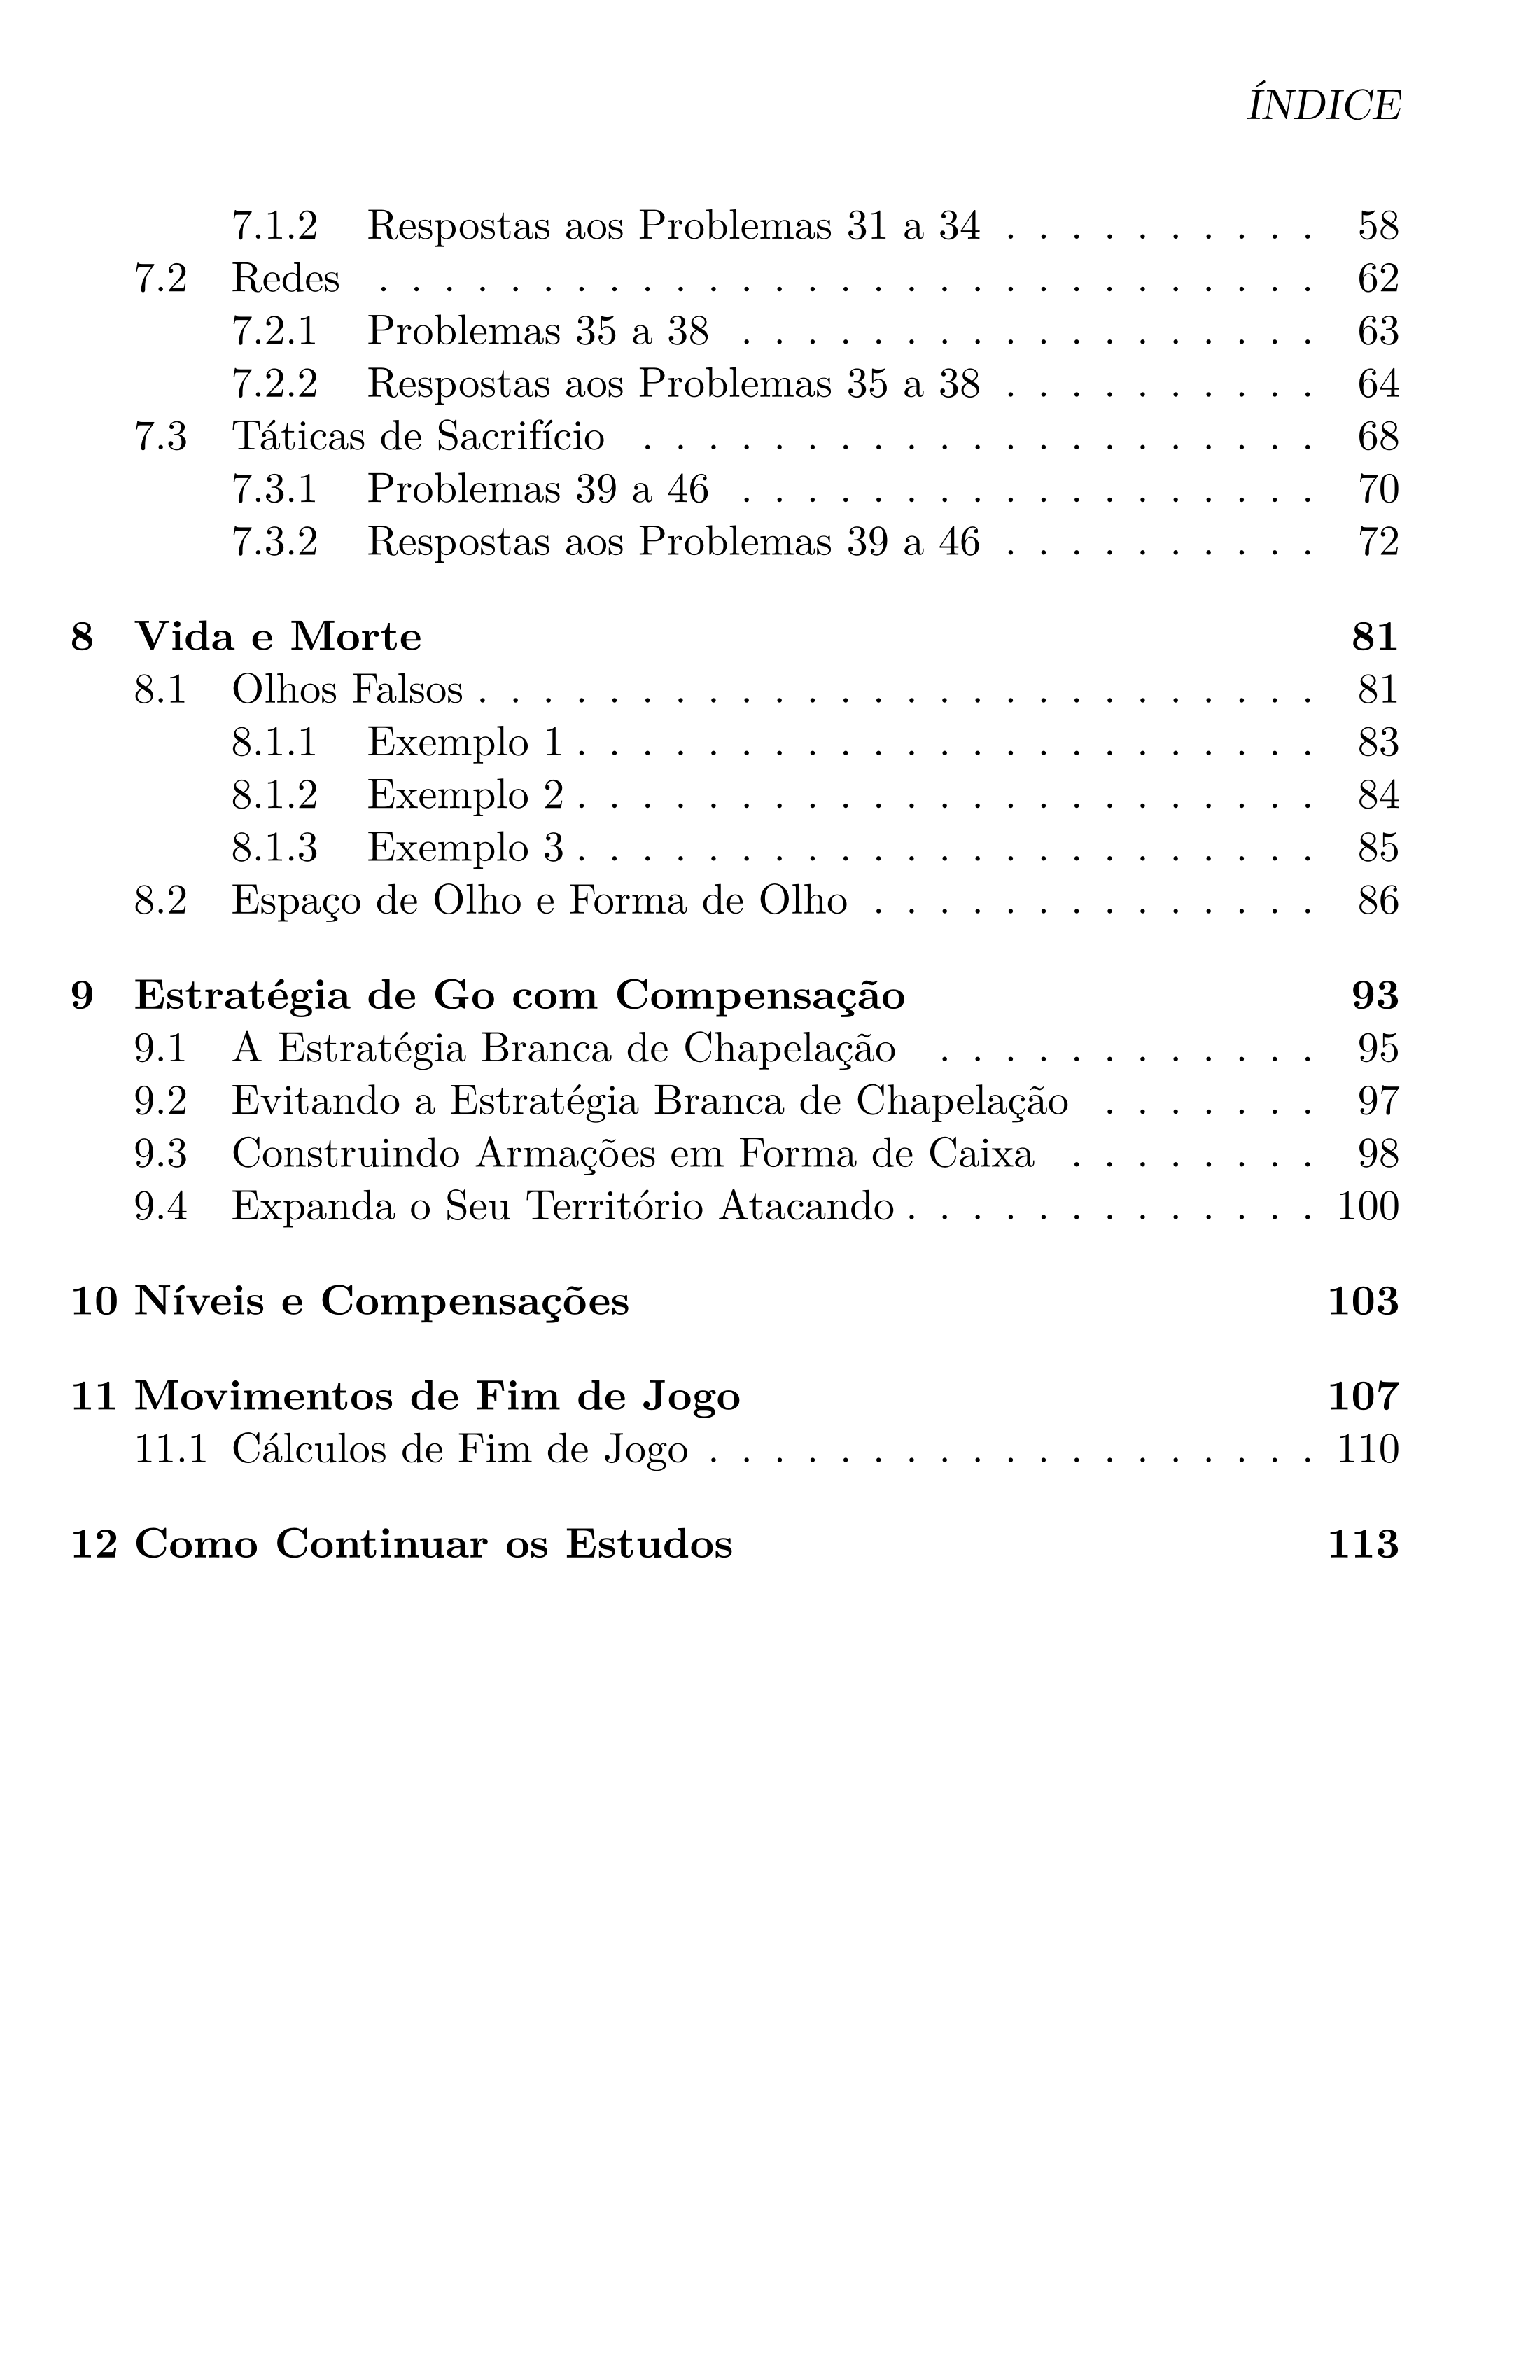 ÍNDICE
7.1.2 Respostas aos Problemas 31 a 34 . . . . . . . . . . 58
7.2 Redes . . . . . . . . . . . . . . . . . . . . . . . . . . . . . 62
7.2.1 Problemas 35 a 38 . . . . . . . . . . . . . . . . . . 63
7.2.2 Respostas aos Problemas 35 a 38 . . . . . . . . . . 64
7.3 Táticas de Sacrifício . . . . . . . . . . . . . . . . . . . . . 68
7.3.1 Problemas 39 a 46 . . . . . . . . . . . . . . . . . . 70
7.3.2 Respostas aos Problemas 39 a 46 . . . . . . . . . . 72
8 Vida e Morte 81
8.1 Olhos Falsos . . . . . . . . . . . . . . . . . . . . . . . . . . 81
8.1.1 Exemplo 1 . . . . . . . . . . . . . . . . . . . . . . . 83
8.1.2 Exemplo 2 . . . . . . . . . . . . . . . . . . . . . . . 84
8.1.3 Exemplo 3 . . . . . . . . . . . . . . . . . . . . . . . 85
8.2 Espaço de Olho e Forma de Olho . . . . . . . . . . . . . . 86
9 Estratégia de Go com Compensação 93
9.1 A Estratégia Branca de Chapelação . . . . . . . . . . . . 95
9.2 Evitando a Estratégia Branca de Chapelação . . . . . . . 97
9.3 Construindo Armações em Forma de Caixa . . . . . . . . 98
9.4 Expanda o Seu Território Atacando . . . . . . . . . . . . . 100
10 Níveis e Compensações 103
11 Movimentos de Fim de Jogo 107
11.1 Cálculos de Fim de Jogo . . . . . . . . . . . . . . . . . . . 110
12 Como Continuar os Estudos 113